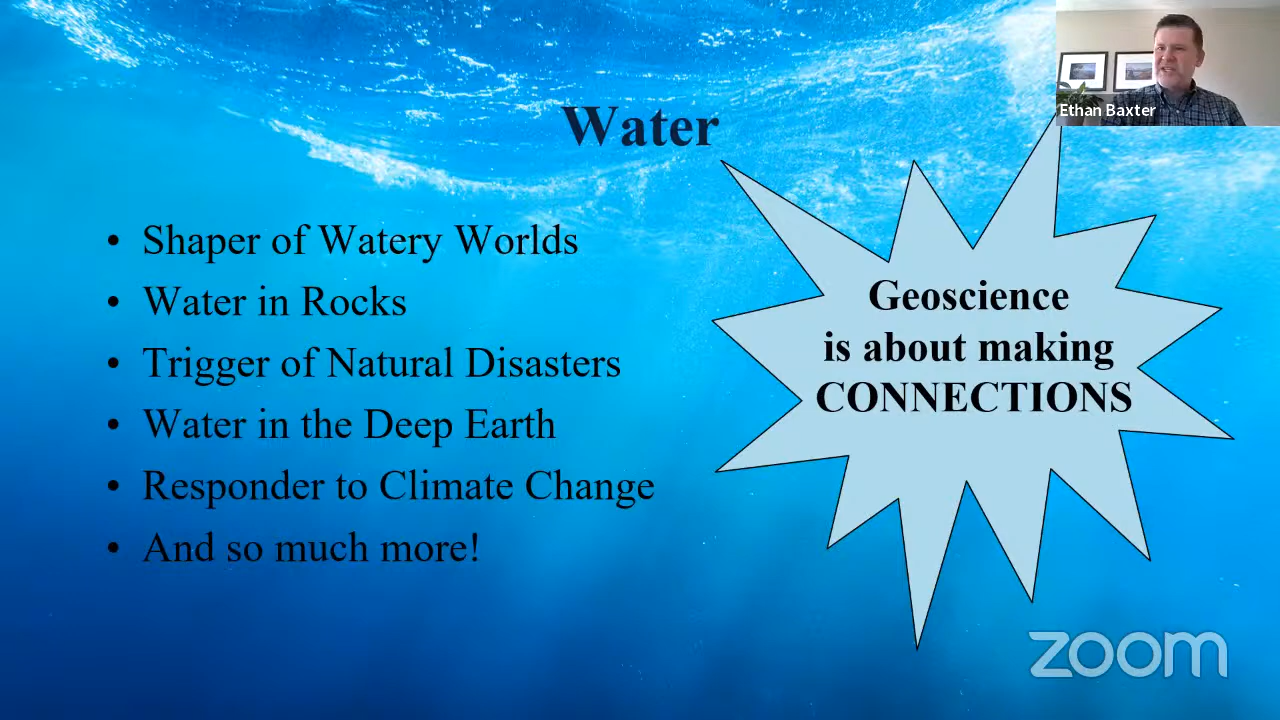 Water
Ethan Baxter
• Shaper of Watery Worlds
• Water in Rocks
• Trigger of Natural Disasters
• Water in the Deep Earth
• Responder to Climate Change
• And so much more!
Geoscience
is about making
CONNECTIONS
zoom